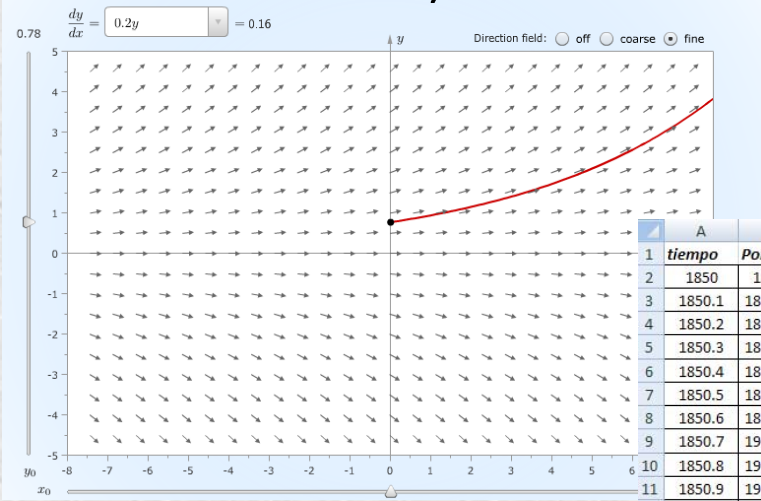 dy/dx = 0.2y = 0.16
0.78
y
Direction field: off coarse fine
5
4
3
2
1
0
-1
-2
-3
-4
-5
-8 -7 -6 -5 -4 -3 -2 -1 0 1 2 3 4 5 6
y0
x0
A
1 tiempo
2 1850
3 1850.1
4 1850.2
5 1850.3
6 1850.4
7 1850.5
8 1850.6
9 1850.7
10 1850.8
11 1850.9